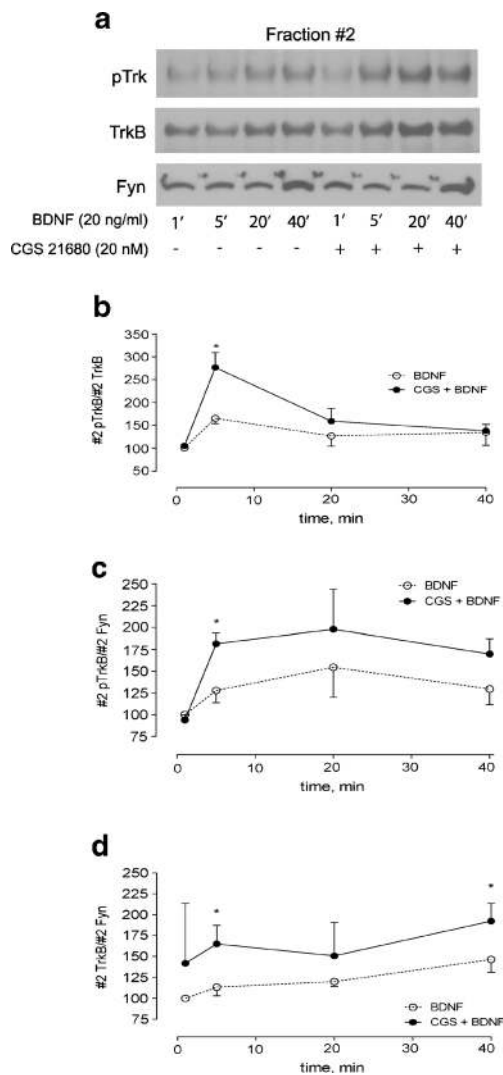 a
Fraction #2
pTrk
TrkB
Fyn
BDNF (20 ng/ml) 1′ 5′ 20′ 40′ 1′ 5′ 20′ 40′
CGS 21680 (20 nM) - - - - + + + +
b
#2 pTrkB/#2 TrkB
350
300
250
200
150
100
50
*
BDNF
CGS + BDNF
0 10 20 30 40
time, min
c
#2 pTrkB/#2 Fyn
250
225
200
175
150
125
100
75
*
BDNF
CGS + BDNF
0 10 20 30 40
time, min
d
#2 TrkB/#2 Fyn
250
225
200
175
150
125
100
75
* *
BDNF
CGS + BDNF
0 10 20 30 40
time, min